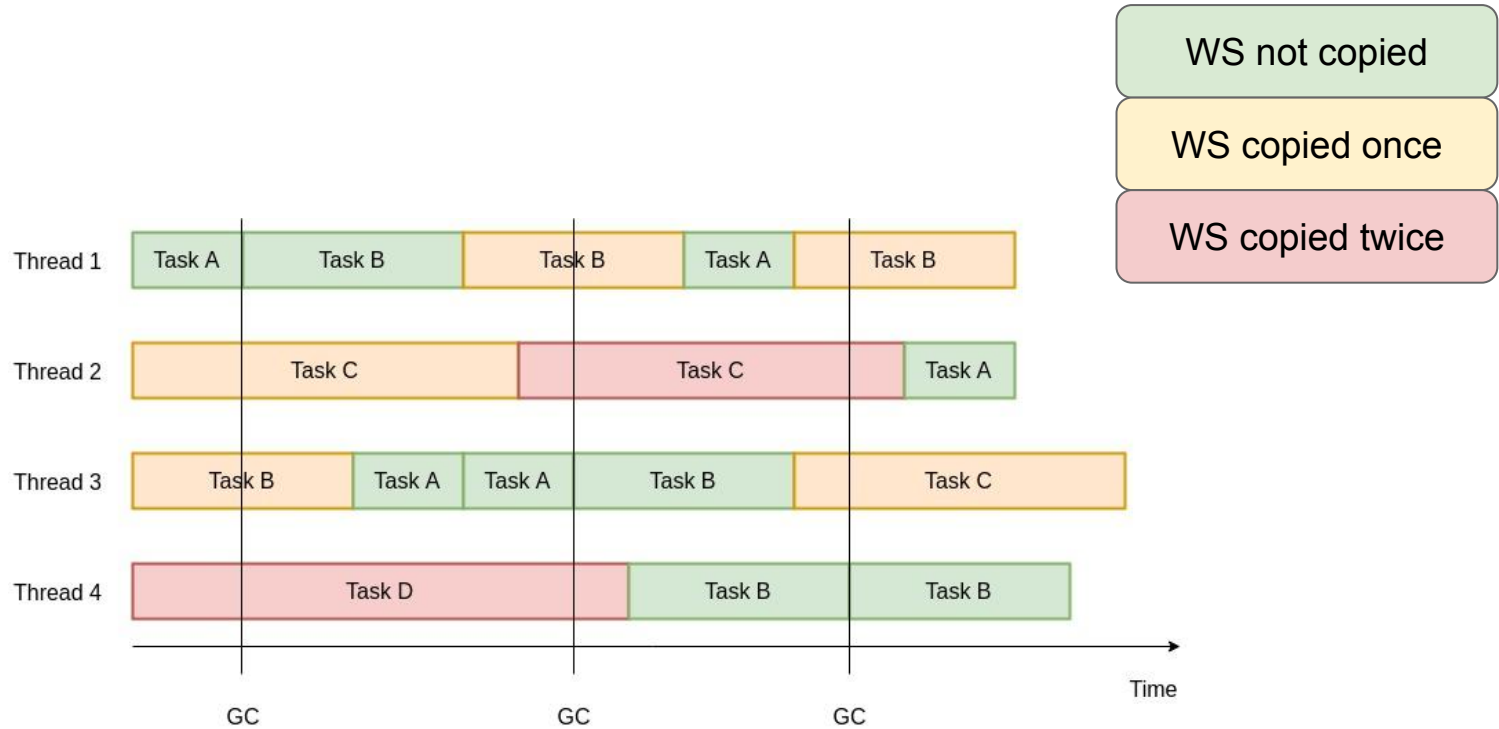 WS not copied
WS copied once
WS copied twice
Thread 1 Task A Task B Task B Task A Task B
Thread 2 Task C Task C Task A
Thread 3 Task B Task A Task A Task B Task C
Thread 4 Task D Task B Task B
Time
GC GC GC